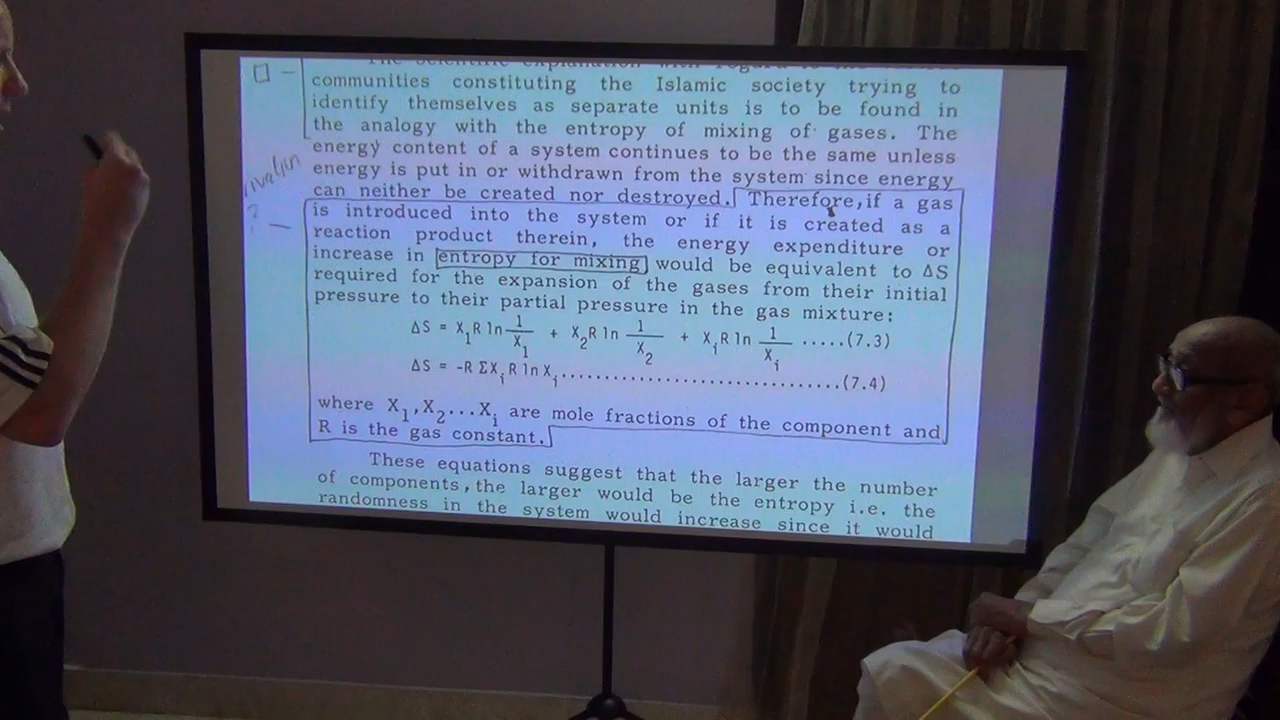 The scientific explanation with regard to the
communities constituting the Islamic society trying to
identify themselves as separate units is to be found in
the analogy with the entropy of mixing of gases. The
energy content of a system continues to be the same unless
energy is put in or withdrawn from the system since energy
can neither be created nor destroyed. Therefore, if a gas
is introduced into the system or if it is created as a
reaction product therein, the energy expenditure or
increase in entropy for mixing would be equivalent to ΔS
required for the expansion of the gases from their initial
pressure to their partial pressure in the gas mixture:
ΔS = X₁R ln 1/X₁ + X₂R ln 1/X₂ + XᵢR ln 1/Xᵢ .....(7.3)
ΔS = -R ΣXᵢR ln Xᵢ..............................(7.4)
where X₁,X₂...Xᵢ are mole fractions of the component and
R is the gas constant.
These equations suggest that the larger the number
of components, the larger would be the entropy i.e. the
randomness in the system would increase since it would